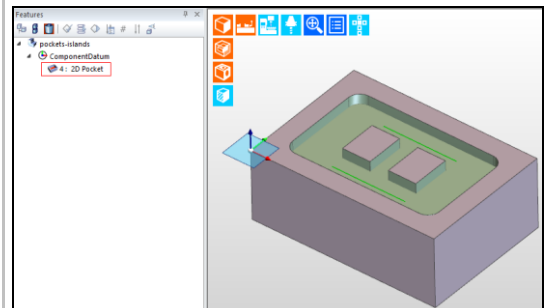 Features
pockets-islands
ComponentDatum
4 : 2D Pocket